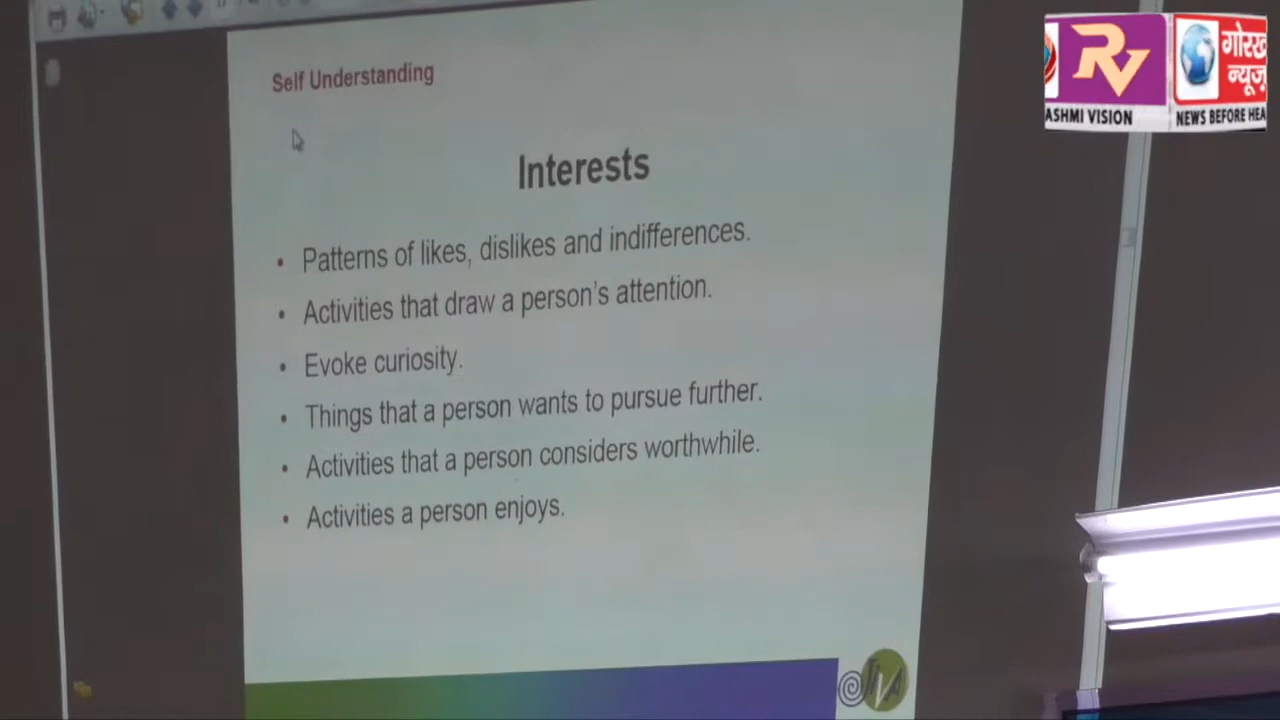 Self Understanding
Interests
• Patterns of likes, dislikes and indifferences.
• Activities that draw a person's attention.
• Evoke curiosity.
• Things that a person wants to pursue further.
• Activities that a person considers worthwhile.
• Activities a person enjoys.
RV
ASHMI VISION
गोरख
न्यूज़
NEWS BEFORE HEA